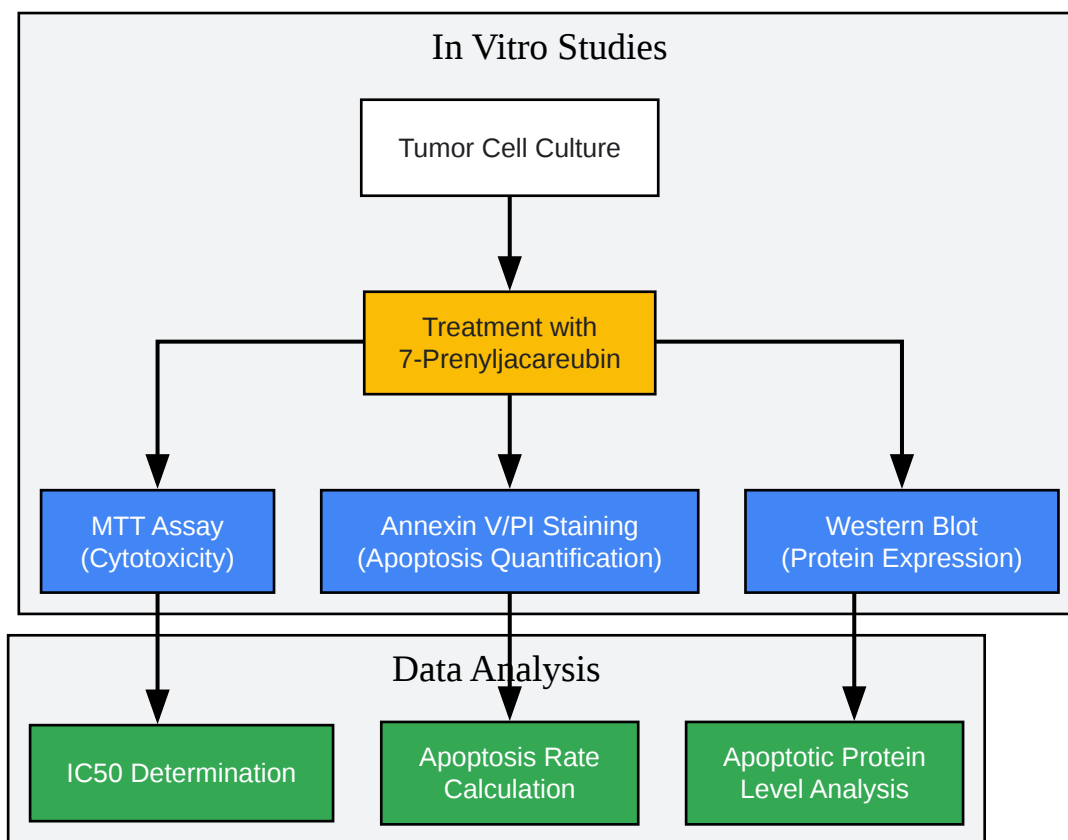 In Vitro Studies
Tumor Cell Culture
Treatment with
7-Prenyljacareubin
MTT Assay
(Cytotoxicity)
Annexin V/PI Staining
(Apoptosis Quantification)
Western Blot
(Protein Expression)
Data Analysis
IC50 Determination
Apoptosis Rate
Calculation
Apoptotic Protein
Level Analysis